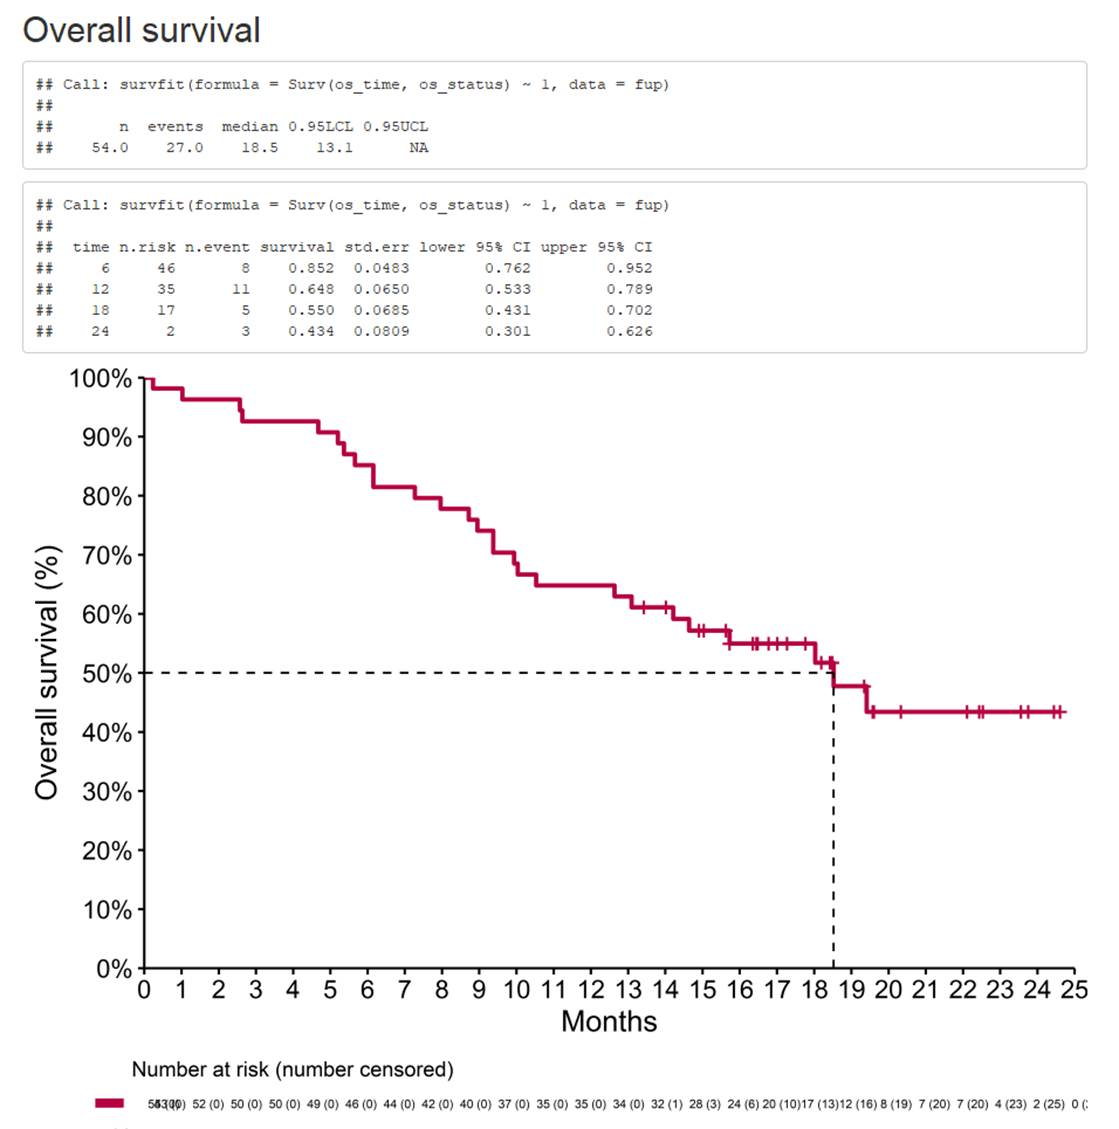 Overall survival
## Call: survfit(formula = Surv(os_time, os_status) ~ 1, data = fup)
##
## n events median 0.95LCL 0.95UCL
## 54.0 27.0 18.5 13.1 NA
## Call: survfit(formula = Surv(os_time, os_status) ~ 1, data = fup)
##
## time n.risk n.event survival std.err lower 95% CI upper 95% CI
## 6 46 8 0.852 0.0483 0.762 0.952
## 12 35 11 0.648 0.0650 0.533 0.789
## 18 17 5 0.550 0.0685 0.431 0.702
## 24 2 3 0.434 0.0809 0.301 0.626
100%
90%
80%
70%
60%
50%
40%
30%
20%
10%
0%
Overall survival (%)
0 1 2 3 4 5 6 7 8 9 10 11 12 13 14 15 16 17 18 19 20 21 22 23 24 25
Months
Number at risk (number censored)
52 (0) 50 (0) 50 (0) 49 (0) 46 (0) 44 (0) 42 (0) 40 (0) 37 (0) 35 (0) 35 (0) 34 (0) 32 (1) 28 (3) 24 (6) 20 (10) 17 (13) 12 (16) 8 (19) 7 (20) 7 (20) 4 (23) 2 (25)